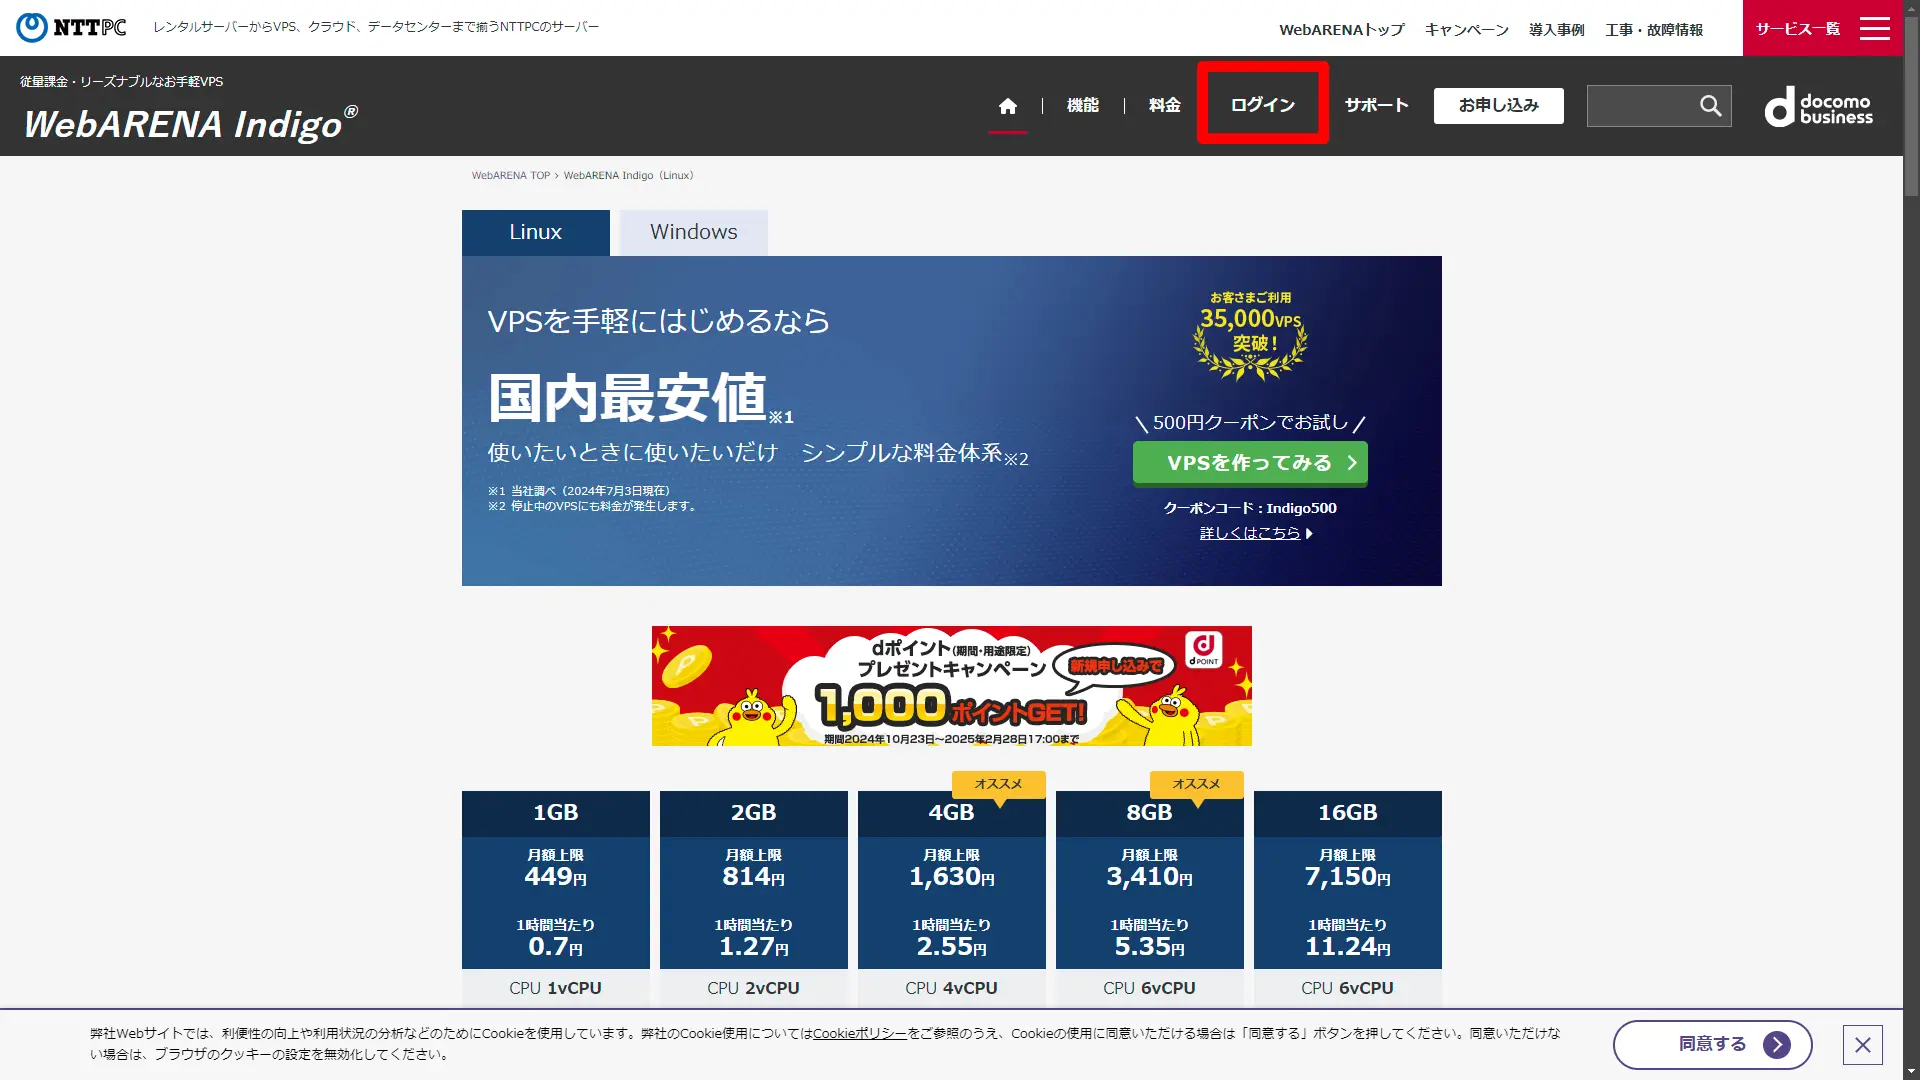 NTTPC
レンタルサーバーからVPS、クラウド、データセンターまで揃うNTTPCのサーバー
WebARENAトップ キャンペーン 導入事例 工事・故障情報
サービス一覧
従量課金・リーズナブルなお手軽VPS
WebARENA Indigo®
機能 料金 ログイン サポート お申し込み
docomo
business
WebARENA TOP › WebARENA Indigo（Linux）
Linux Windows
VPSを手軽にはじめるなら
国内最安値※1
使いたいときに使いたいだけ シンプルな料金体系※2
※1 当社調べ（2024年7月3日現在）
※2 停止中のVPSにも料金が発生します。
お客さまご利用
35,000VPS
突破！
500円クーポンでお試し
VPSを作ってみる
クーポンコード：Indigo500
詳しくはこちら
dポイント(期間・用途限定)
プレゼントキャンペーン
新規申し込みで
1,000ポイントGET!
期間2024年10月23日～2025年2月28日17:00まで
d POINT
オススメ オススメ
1GB 2GB 4GB 8GB 16GB
月額上限 月額上限 月額上限 月額上限 月額上限
449円 814円 1,630円 3,410円 7,150円
1時間当たり 1時間当たり 1時間当たり 1時間当たり 1時間当たり
0.7円 1.27円 2.55円 5.35円 11.24円
CPU 1vCPU CPU 2vCPU CPU 4vCPU CPU 6vCPU CPU 6vCPU
弊社Webサイトでは、利便性の向上や利用状況の分析などのためにCookieを使用しています。弊社のCookie使用についてはCookieポリシーをご参照のうえ、Cookieの使用に同意いただける場合は「同意する」ボタンを押してください。同意いただけな
い場合は、ブラウザのクッキーの設定を無効化してください。
同意する